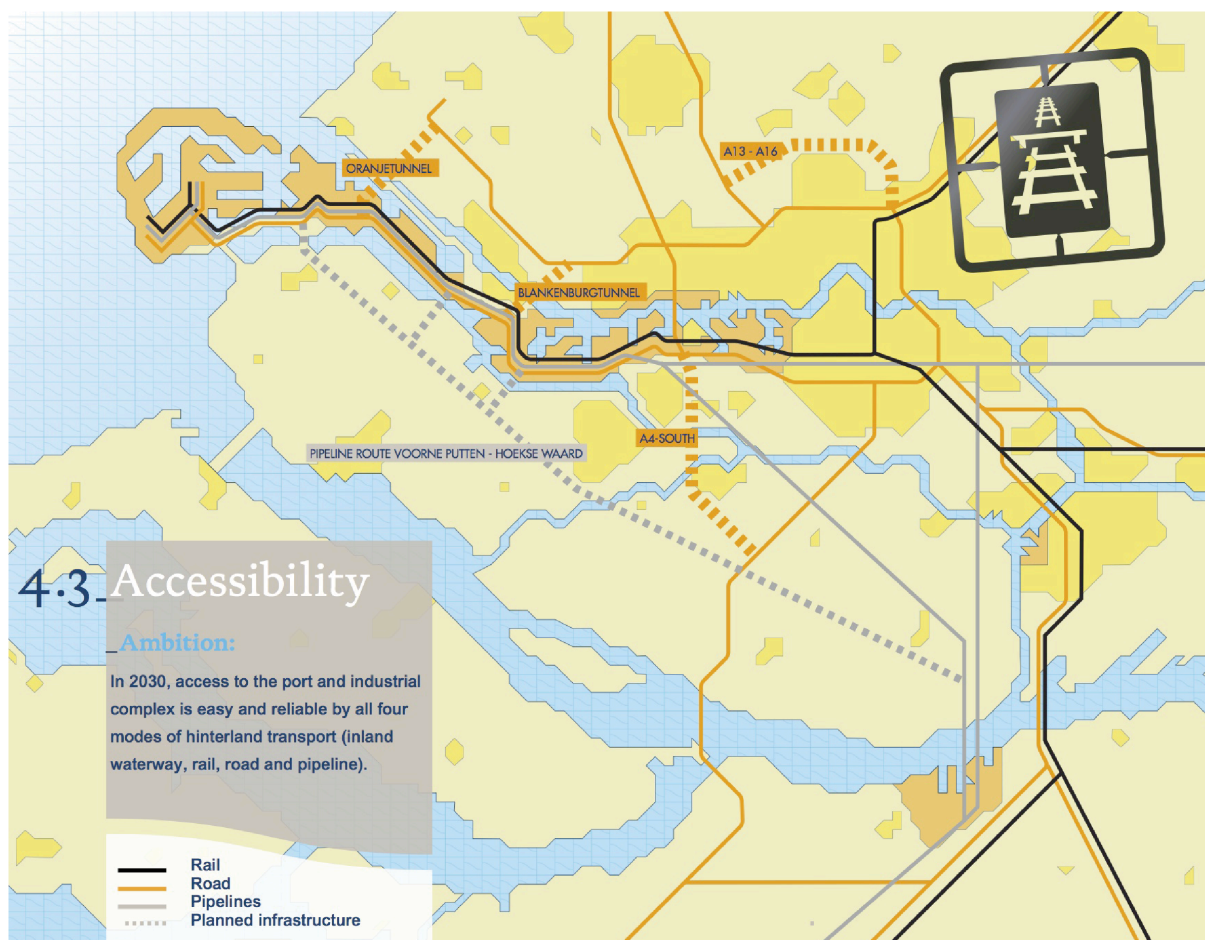 ORANJETUNNEL
A13 - A16
BLANKENBURGTUNNEL
A4-SOUTH
PIPELINE ROUTE VOORNE PUTTEN - HOEKSE WAARD
4.3_Accessibility
_Ambition:
In 2030, access to the port and industrial
complex is easy and reliable by all four
modes of hinterland transport (inland
waterway, rail, road and pipeline).
Rail
Road
Pipelines
Planned infrastructure